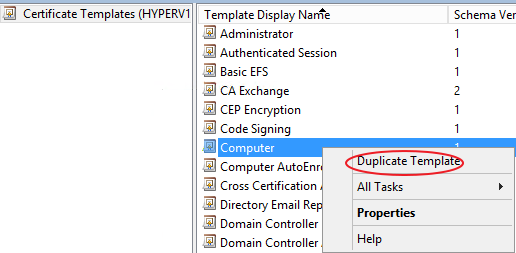 Certificate Templates (HYPERV1
Template Display Name
Schema Ver
Administrator
1
Authenticated Session
1
Basic EFS
1
CA Exchange
2
CEP Encryption
1
Code Signing
1
Computer
1
Computer AutoEnr
Cross Certification
Directory Email Rep
Domain Controller
Domain Controller
Duplicate Template
All Tasks
Properties
Help